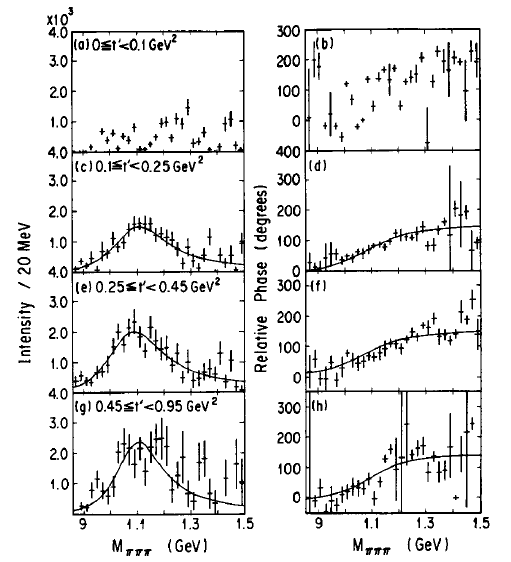 x10³
4.0
(a) 0≦t'<0.1 GeV²
3.0
2.0
1.0
4.0
(c) 0.1≦t'<0.25 GeV²
3.0
2.0
1.0
4.0
(e) 0.25≦t'<0.45 GeV²
3.0
2.0
1.0
4.0
(g) 0.45≦t'<0.95 GeV²
3.0
2.0
1.0
.9 1.1 1.3 1.5
Mπππ (GeV)
Intensity / 20 MeV
300
(b)
200
100
0
400
(d)
300
200
100
0
(f)
300
200
100
0
(h)
300
200
100
0
.9 1.1 1.3 1.5
Mπππ (GeV)
Relative Phase (degrees)